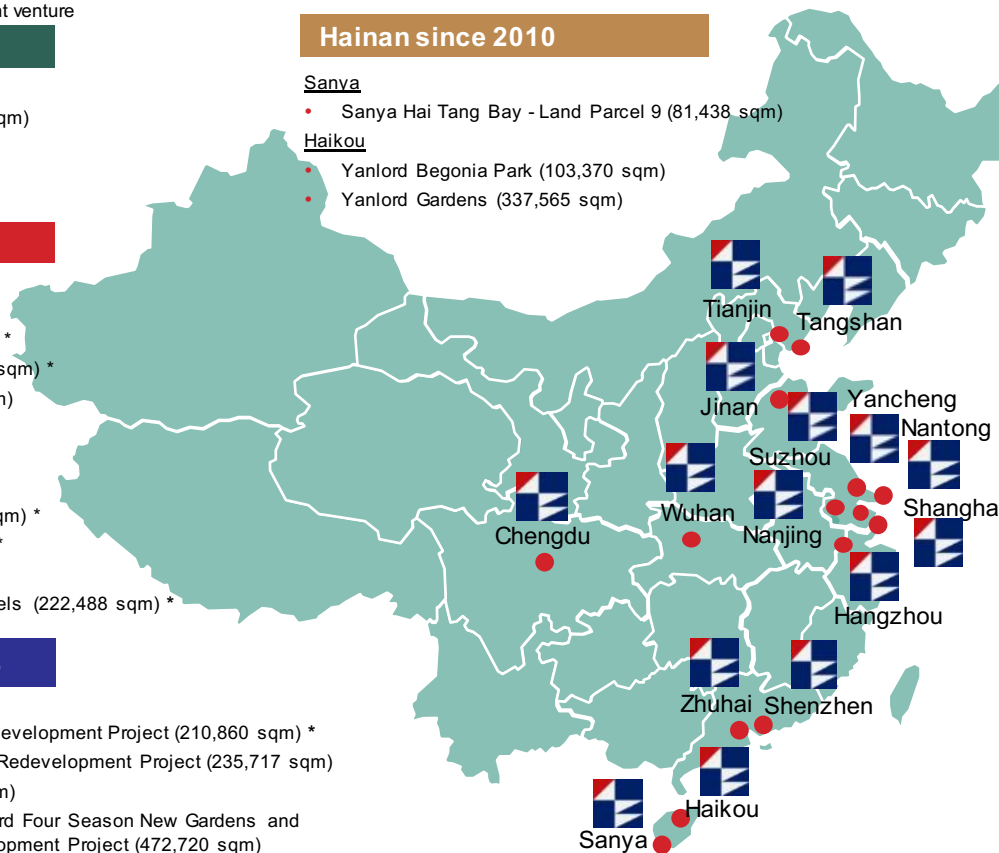 nt venture
Hainan since 2010
Sanya
• Sanya Hai Tang Bay - Land Parcel 9 (81,438 sqm)
Haikou
• Yanlord Begonia Park (103,370 sqm)
• Yanlord Gardens (337,565 sqm)
qm)
*
sqm) *
m)
qm) *
*
els (222,488 sqm) *
evelopment Project (210,860 sqm) *
Redevelopment Project (235,717 sqm)
m)
rd Four Season New Gardens and
opment Project (472,720 sqm)
Tianjin
Tangshan
Jinan
Yancheng
Nantong
Suzhou
Shangha
Wuhan
Nanjing
Chengdu
Hangzhou
Zhuhai
Shenzhen
Haikou
Sanya